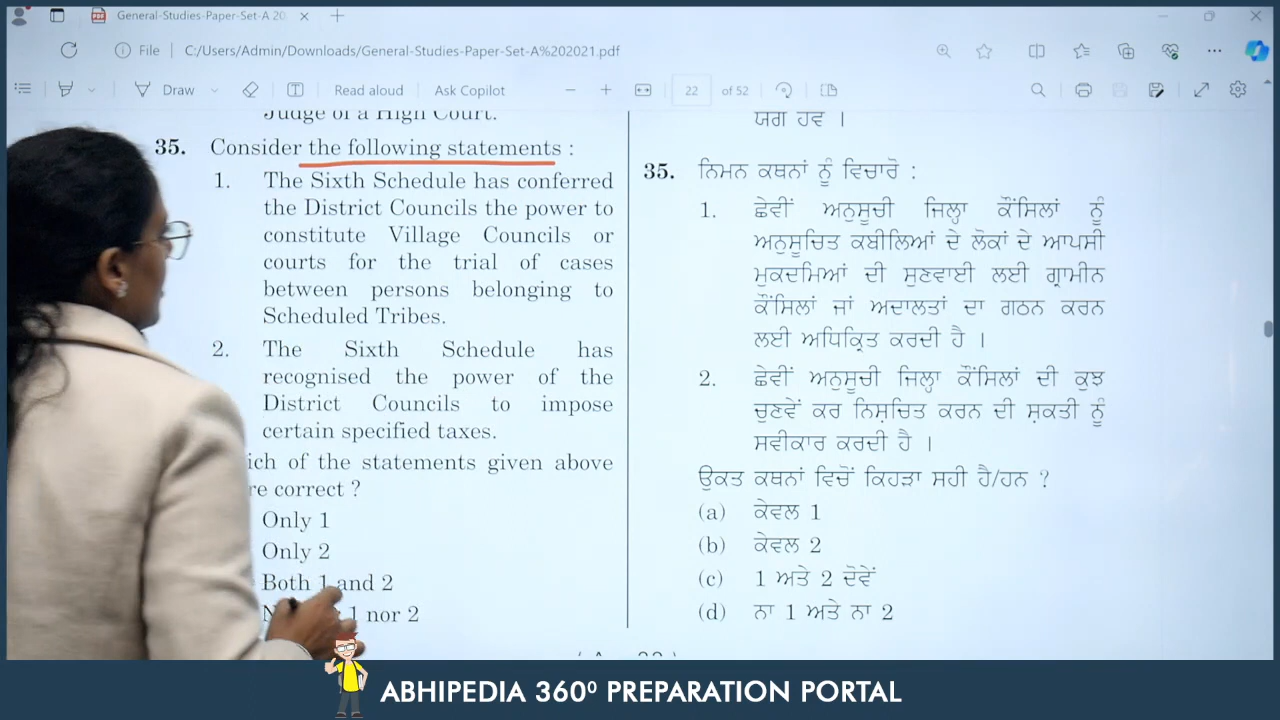 General-Studies-Paper-Set-A 20
File
C:/Users/Admin/Downloads/General-Studies-Paper-Set-A%202021.pdf
Draw
Read aloud
Ask Copilot
22 of 52
Judge of a High Court.
35. Consider the following statements :
1. The Sixth Schedule has conferred
the District Councils the power to
constitute Village Councils or
courts for the trial of cases
between persons belonging to
Scheduled Tribes.
2. The Sixth Schedule has
recognised the power of the
District Councils to impose
certain specified taxes.
ich of the statements given above
re correct ?
Only 1
Only 2
Both 1 and 2
1 nor 2
ਯਗ ਹਵ ।
35. ਨਿਮਨ ਕਥਨਾਂ ਨੂੰ ਵਿਚਾਰੋ :
1. ਛੇਵੀਂ ਅਨੁਸੂਚੀ ਜਿਲ੍ਹਾ ਕੌਂਸਿਲਾਂ ਨੂੰ
ਅਨੁਸੂਚਿਤ ਕਬੀਲਿਆਂ ਦੇ ਲੋਕਾਂ ਦੇ ਆਪਸੀ
ਮੁਕਦਮਿਆਂ ਦੀ ਸੁਣਵਾਈ ਲਈ ਗ੍ਰਾਮੀਨ
ਕੌਂਸਿਲਾਂ ਜਾਂ ਅਦਾਲਤਾਂ ਦਾ ਗਠਨ ਕਰਨ
ਲਈ ਅਧਿਕ੍ਰਿਤ ਕਰਦੀ ਹੈ ।
2. ਛੇਵੀਂ ਅਨੁਸੂਚੀ ਜਿਲ੍ਹਾ ਕੌਂਸਿਲਾਂ ਦੀ ਕੁਝ
ਚੁਣਵੇਂ ਕਰ ਨਿਸ਼ਚਿਤ ਕਰਨ ਦੀ ਸ਼ਕਤੀ ਨੂੰ
ਸਵੀਕਾਰ ਕਰਦੀ ਹੈ ।
ਉਕਤ ਕਥਨਾਂ ਵਿਚੋਂ ਕਿਹੜਾ ਸਹੀ ਹੈ/ਹਨ ?
(a) ਕੇਵਲ 1
(b) ਕੇਵਲ 2
(c) 1 ਅਤੇ 2 ਦੋਵੇਂ
(d) ਨਾ 1 ਅਤੇ ਨਾ 2
ABHIPEDIA 360⁰ PREPARATION PORTAL